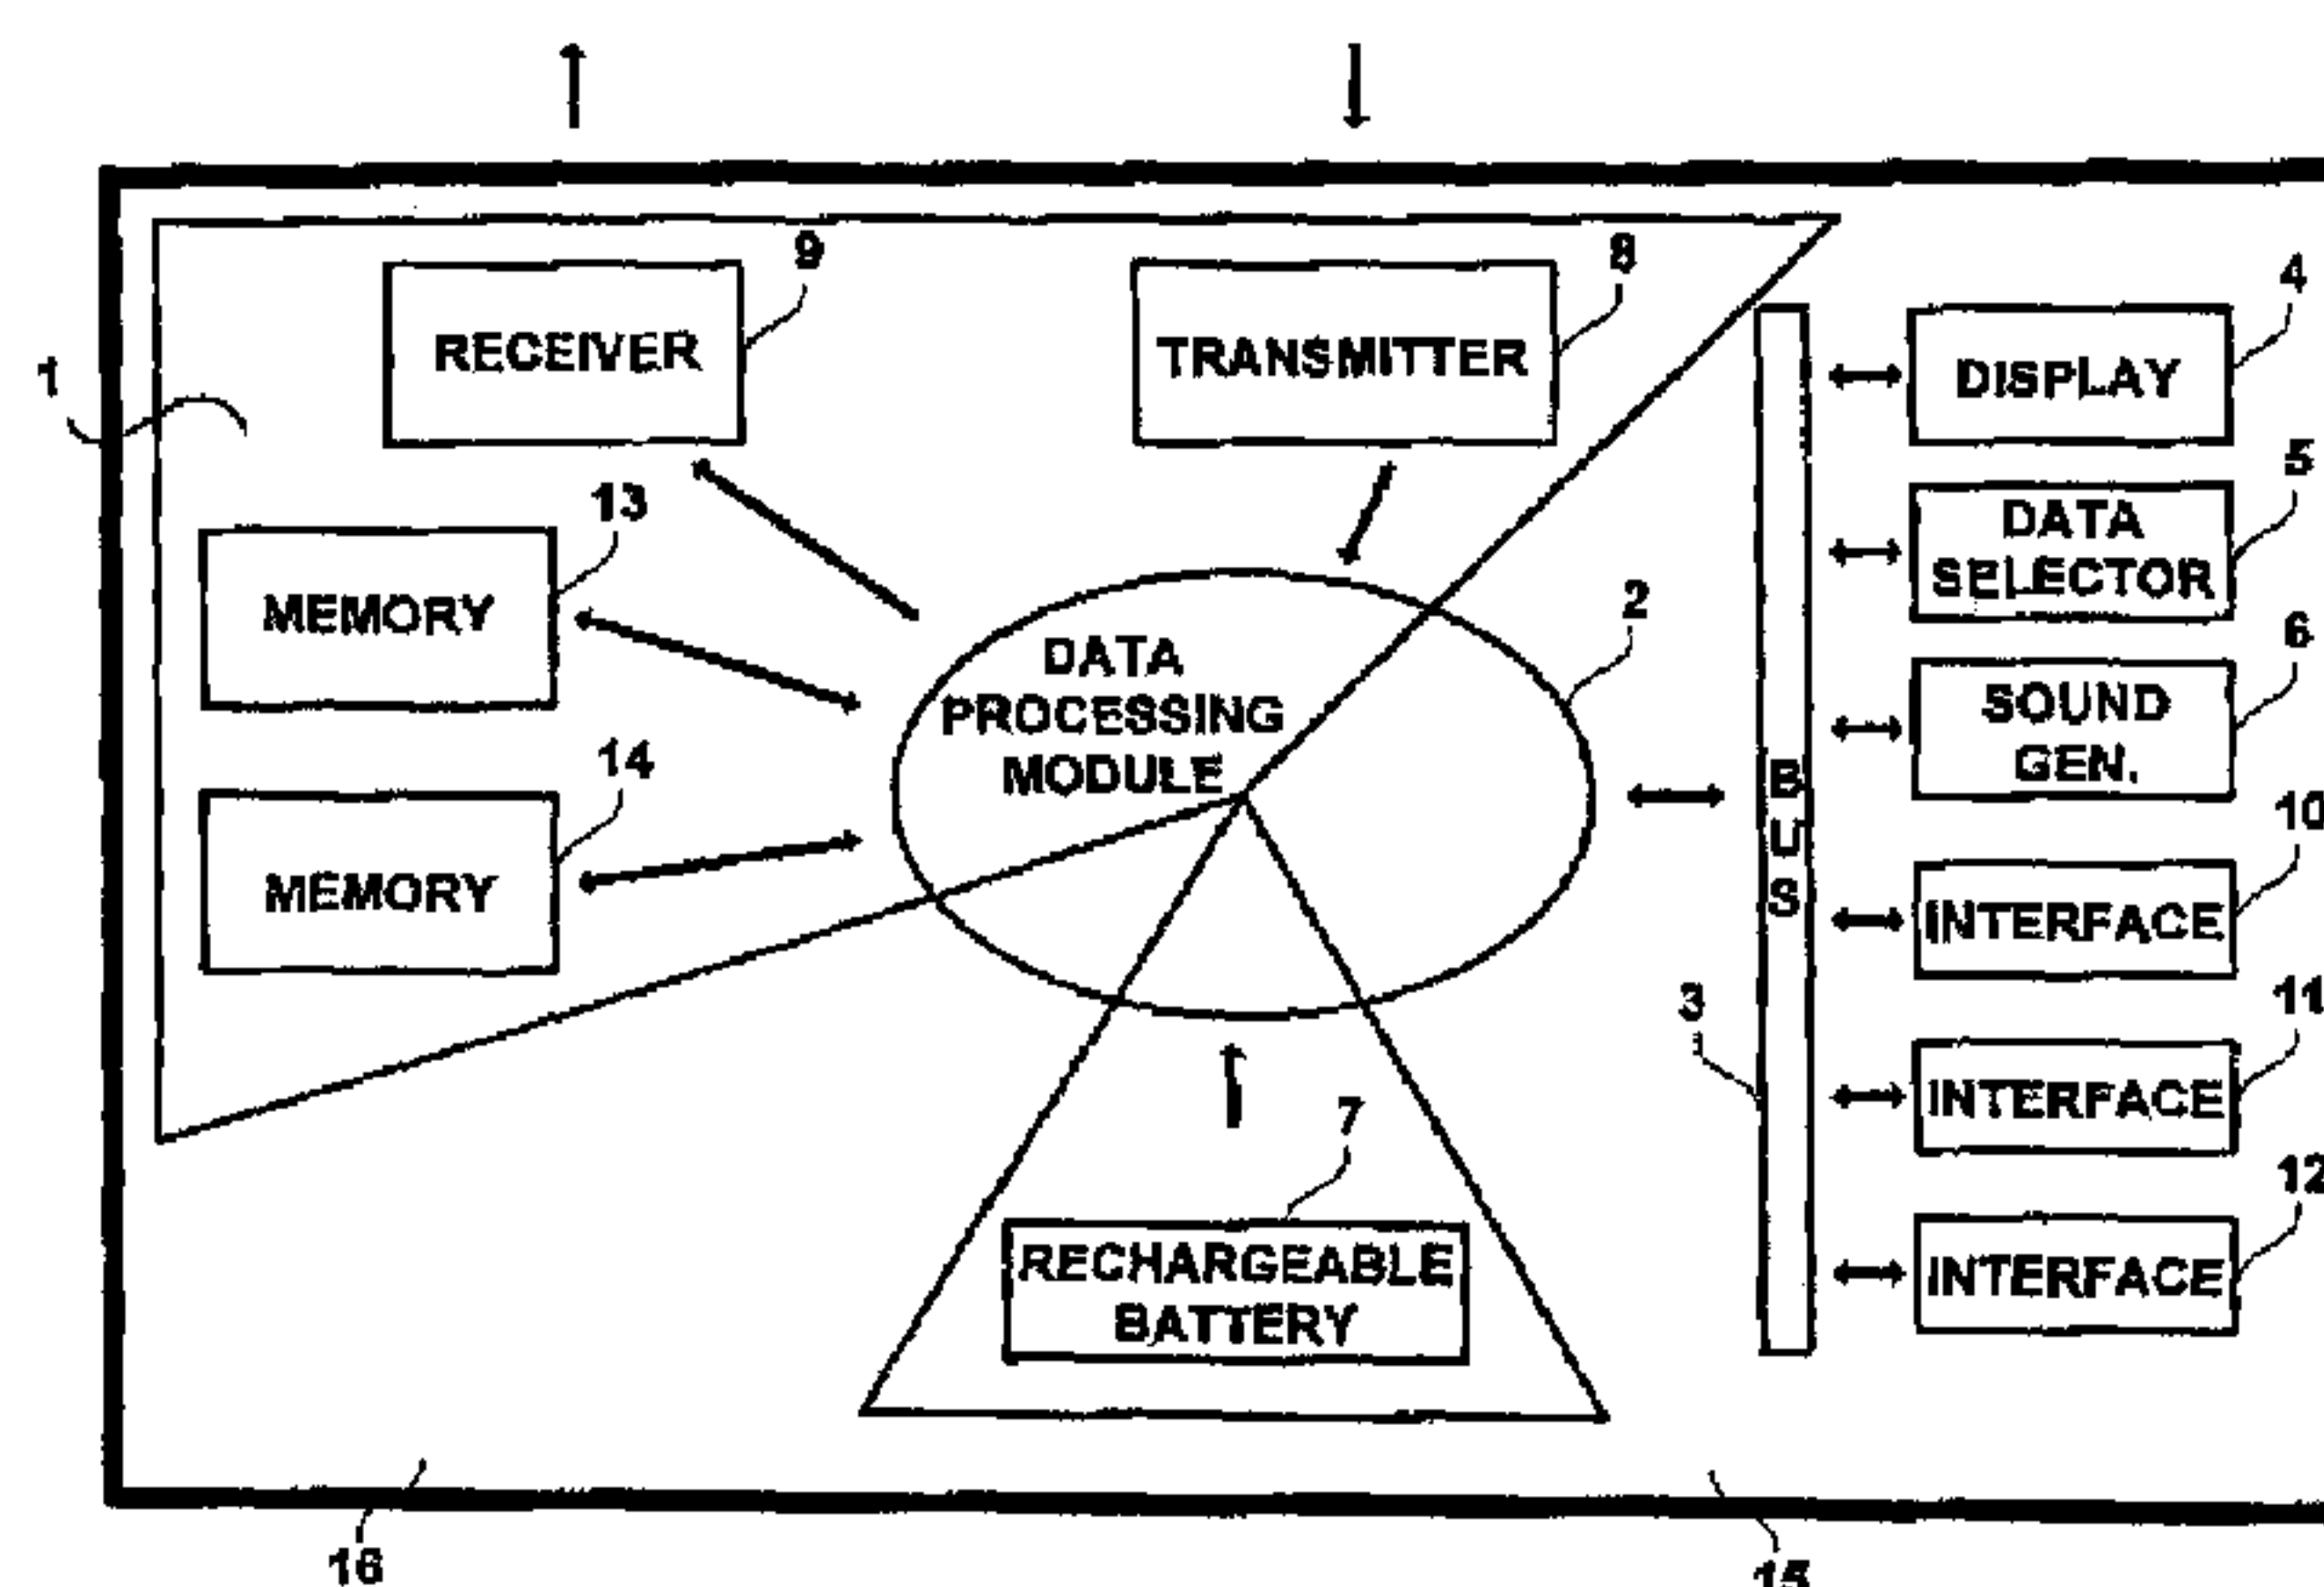 9
8
4
RECEIVER
TRANSMITTER
1
DISPLAY
5
13
DATA
SELECTOR
2
6
MEMORY
DATA
PROCESSING
MODULE
SOUND
GEN.
14
B
U
S
10
MEMORY
INTERFACE
3
11
INTERFACE
7
12
RECHARGEABLE
BATTERY
INTERFACE
16
15